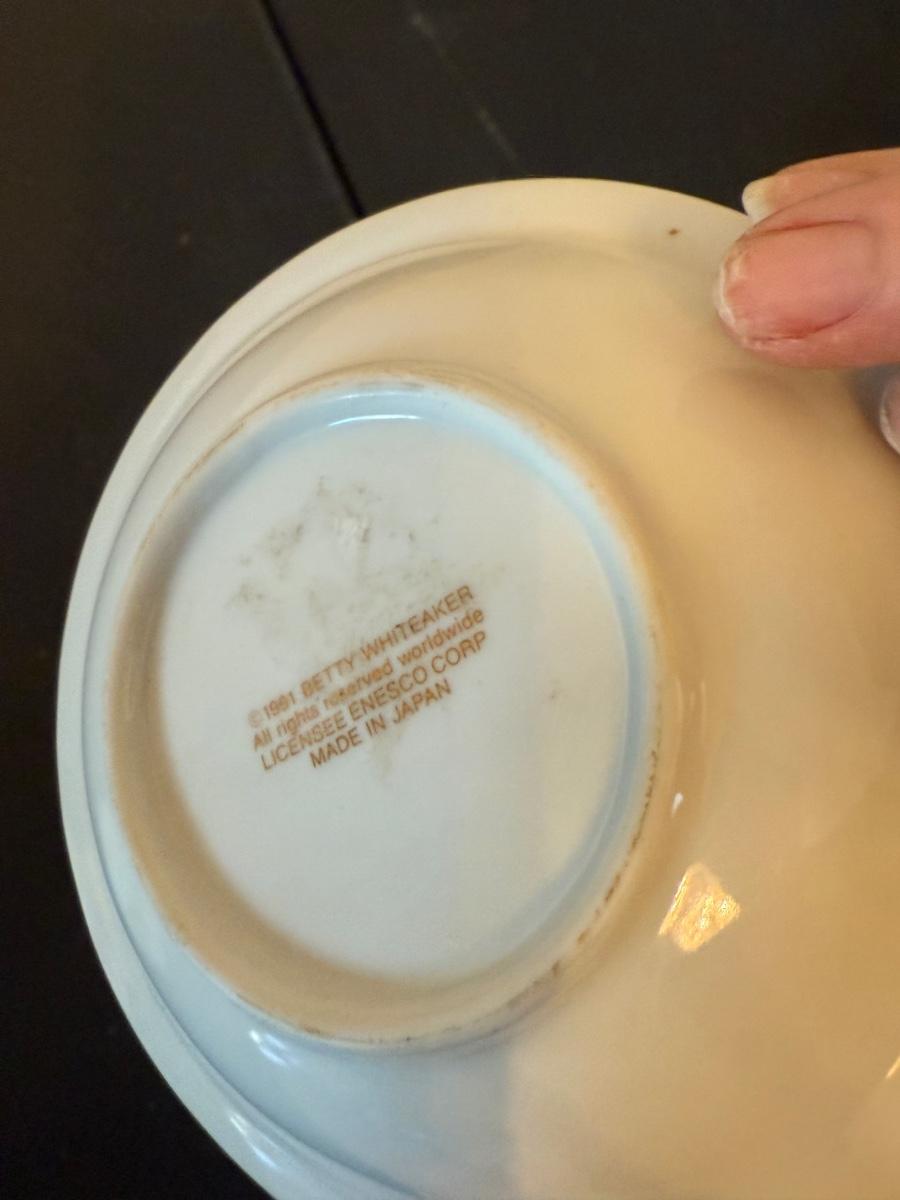 ©1991 BETTY WHITEAKER
All rights reserved worldwide
LICENSEE ENESCO CORP
MADE IN JAPAN